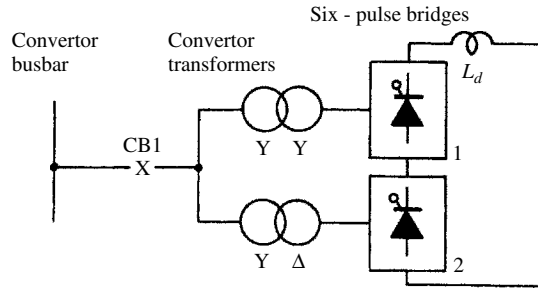 Six - pulse bridges
Convertor
busbar
Convertor
transformers
L_d
CB1
X
Y Y
1
Y Δ
2